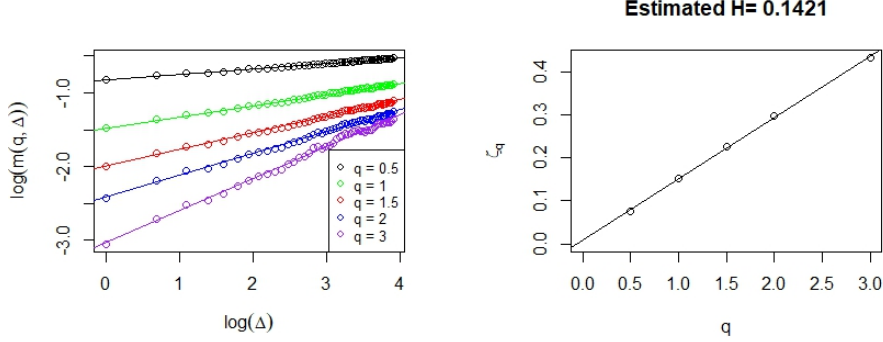 Estimated H= 0.1421
log(m(q, Δ))
-1.0
-2.0
-3.0
0 1 2 3 4
log(Δ)
q = 0.5
q = 1
q = 1.5
q = 2
q = 3
ζq
0.4
0.3
0.2
0.1
0.0
0.0 0.5 1.0 1.5 2.0 2.5 3.0
q